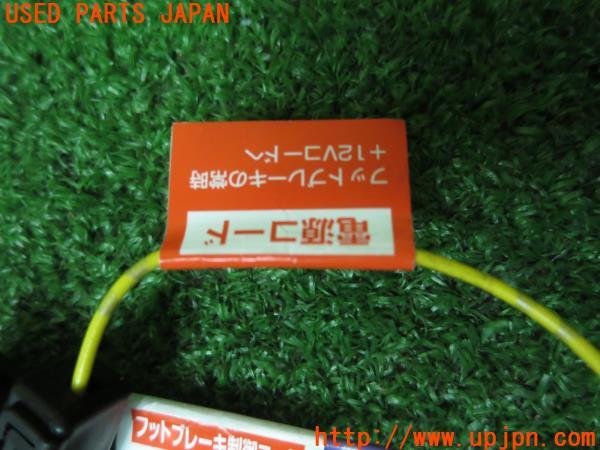 USED PARTS JAPAN
電源コード
フットブレーキの常時
+12Vコードへ
フットブレーキ制御コ
http://www.upjpn.com